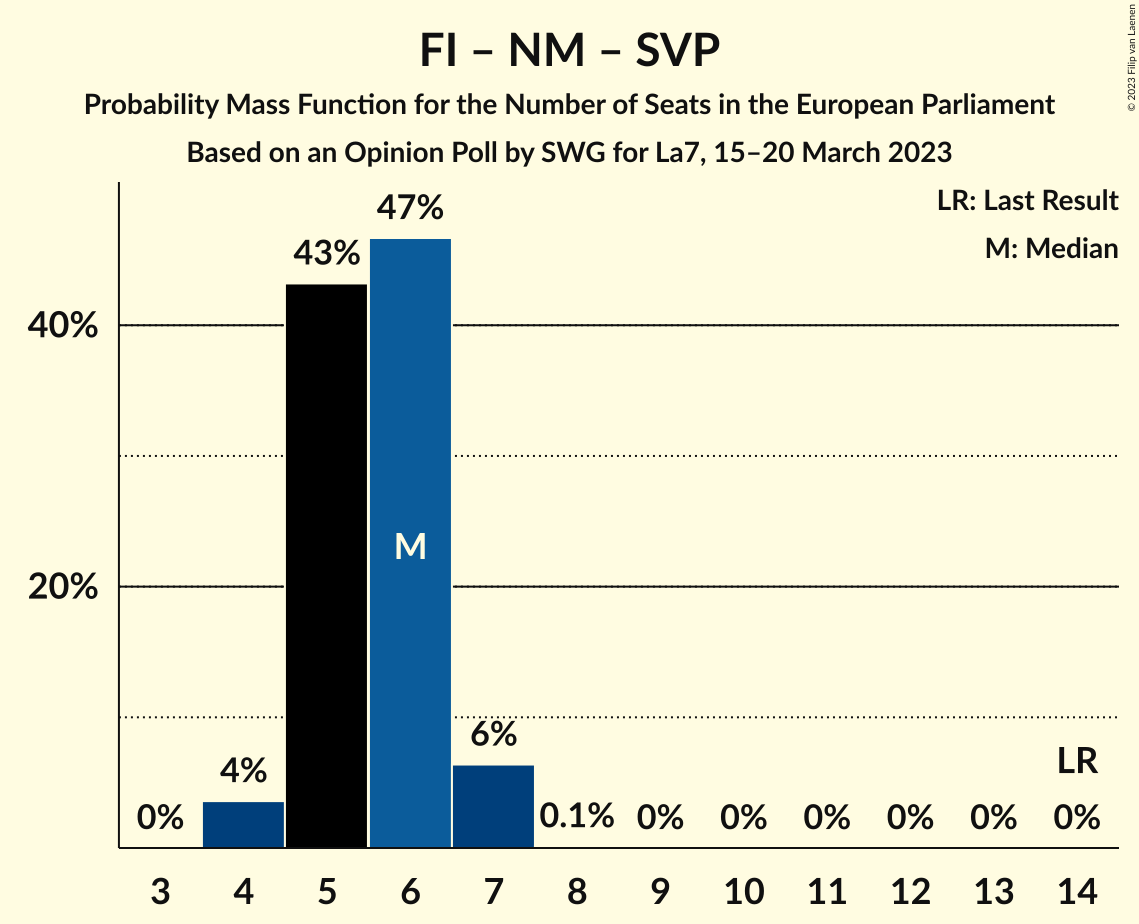 FI – NM – SVP
Probability Mass Function for the Number of Seats in the European Parliament
Based on an Opinion Poll by SWG for La7, 15–20 March 2023
© 2023 Filip van Laenen
LR: Last Result
M: Median
47%
43%
40%
M
20%
6%
4%
LR
0%
0.1%
0%
0%
0%
0%
0%
0%
3 4 5 6 7 8 9 10 11 12 13 14